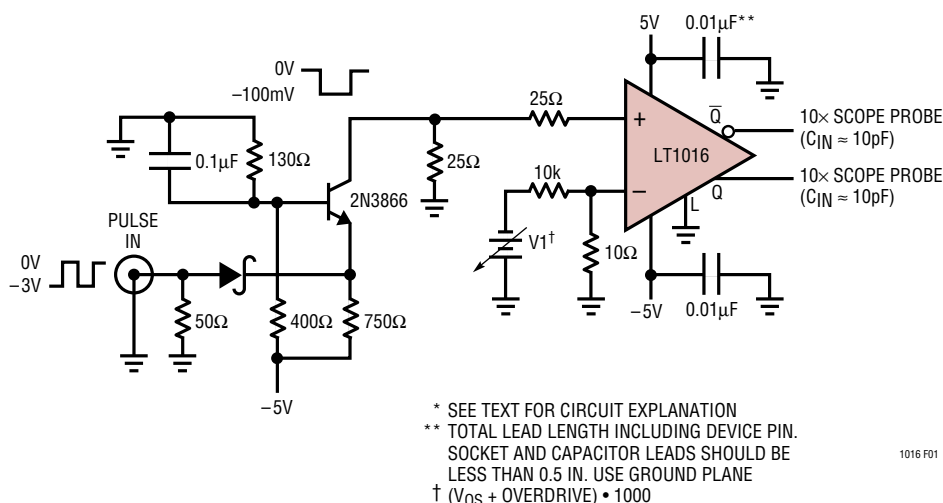 5V
0.01µF**
0V
−100mV
25Ω
Q̅
10× SCOPE PROBE
(CIN ≈ 10pF)
+
LT1016
0.1µF
130Ω
25Ω
2N3866
10k
−
Q
10× SCOPE PROBE
(CIN ≈ 10pF)
L
PULSE
IN
V1†
10Ω
0V
−3V
50Ω
400Ω
750Ω
−5V
0.01µF
−5V
* SEE TEXT FOR CIRCUIT EXPLANATION
** TOTAL LEAD LENGTH INCLUDING DEVICE PIN.
SOCKET AND CAPACITOR LEADS SHOULD BE
LESS THAN 0.5 IN. USE GROUND PLANE
† (VOS + OVERDRIVE) • 1000
1016 F01